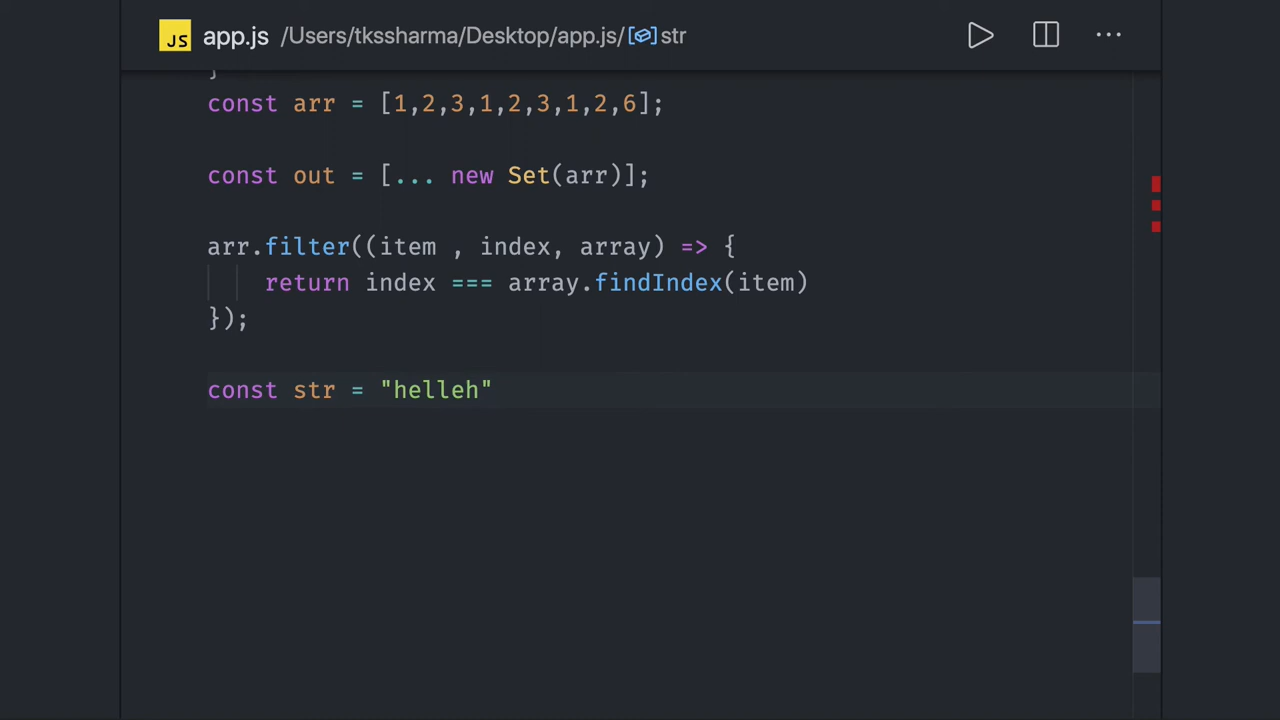 JS app.js /Users/tkssharma/Desktop/app.js/ str
}
const arr = [1,2,3,1,2,3,1,2,6];
const out = [... new Set(arr)];
arr.filter((item , index, array) => {
return index === array.findIndex(item)
});
const str = "helleh"